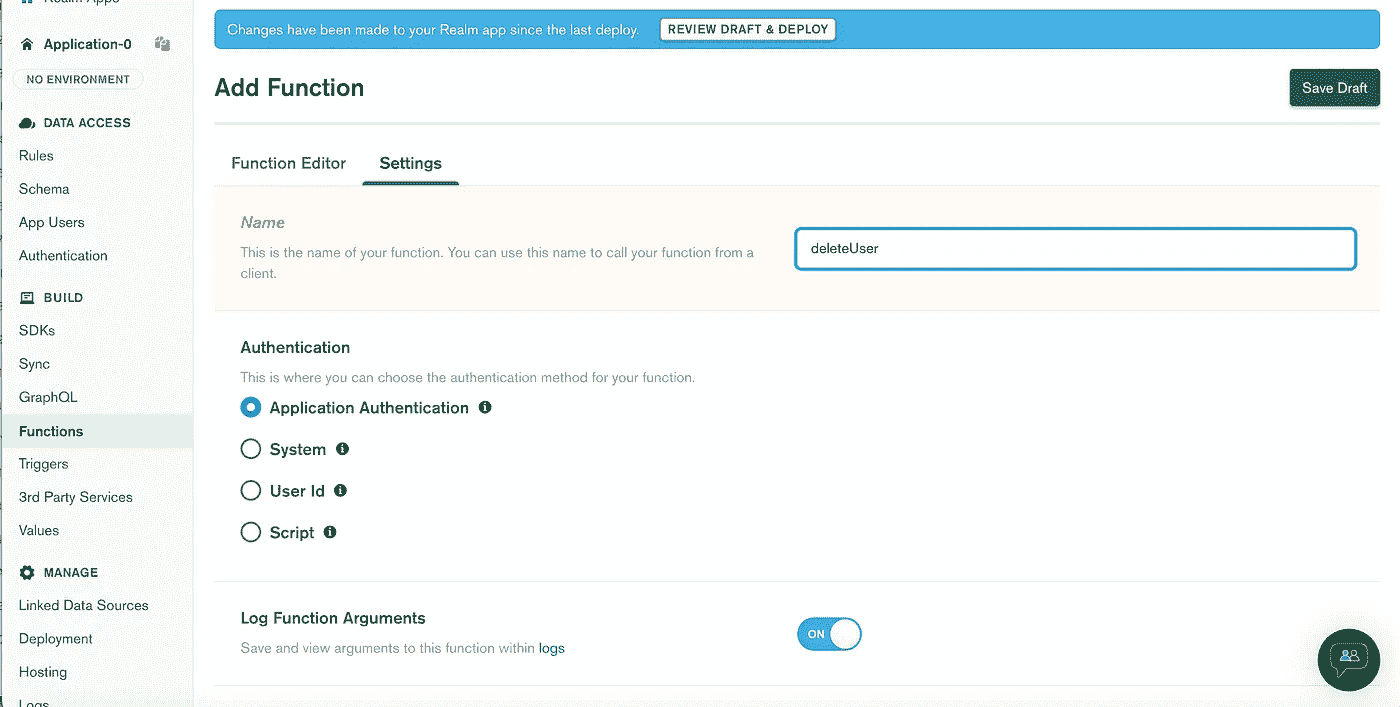 Realm Apps
Application-0
NO ENVIRONMENT
DATA ACCESS
Rules
Schema
App Users
Authentication
BUILD
SDKs
Sync
GraphQL
Functions
Triggers
3rd Party Services
Values
MANAGE
Linked Data Sources
Deployment
Hosting
Logs
Changes have been made to your Realm app since the last deploy. REVIEW DRAFT & DEPLOY
Add Function
Save Draft
Function Editor Settings
Name
This is the name of your function. You can use this name to call your function from a
client.
deleteUser
Authentication
This is where you can choose the authentication method for your function.
Application Authentication
System
User Id
Script
Log Function Arguments
Save and view arguments to this function within logs
ON